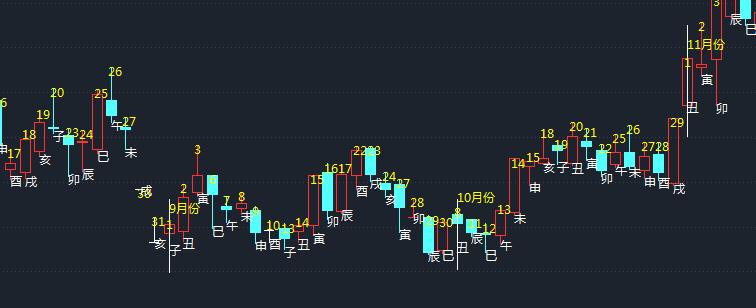 3
2
辰
巳
11月份
1
寅
丑
卯
26
20
25
19
27
18
23
24
子
午
申
17
亥
巳
未
酉
戌
卯
辰
29
20
26
18
25
21
19
22
27
28
14
15
亥
子
丑
寅
卯
午
未
申
酉
戌
申
3
22
23
16
17
15
24
27
30
戌
2
寅
6
7
8
9
戌
亥
9月份
31
1
巳
午
未
卯
辰
10月份
28
13
酉
寅
14
10
13
29
30
8
11
12
卯
丑
午
亥
子
丑
申
酉
子
丑
寅
辰
巳
丑
辰
巳